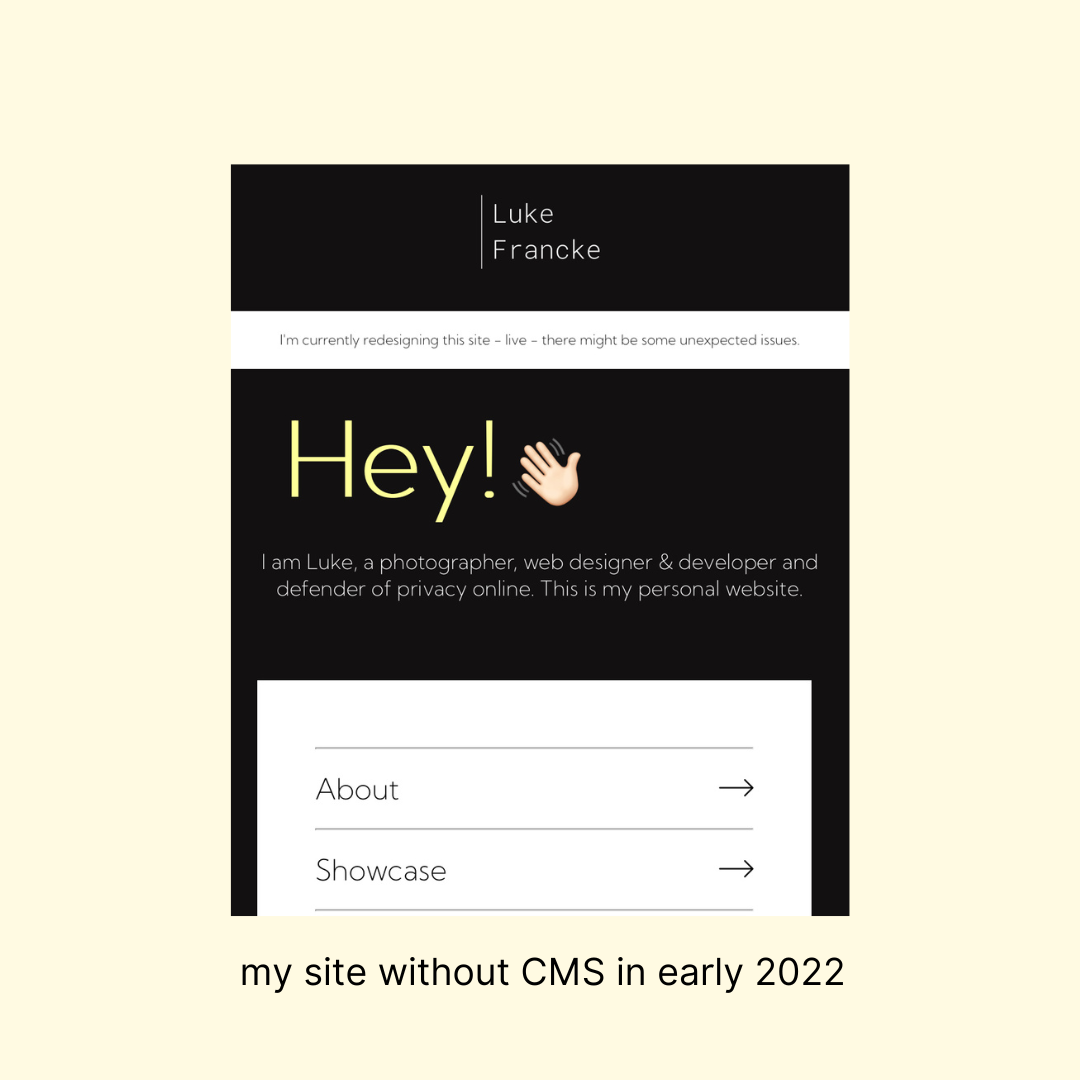 Luke
Francke
I'm currently redesigning this site - live - there might be some unexpected issues.
Hey! 👋🏻
I am Luke, a photographer, web designer & developer and
defender of privacy online. This is my personal website.
About →
Showcase →
my site without CMS in early 2022